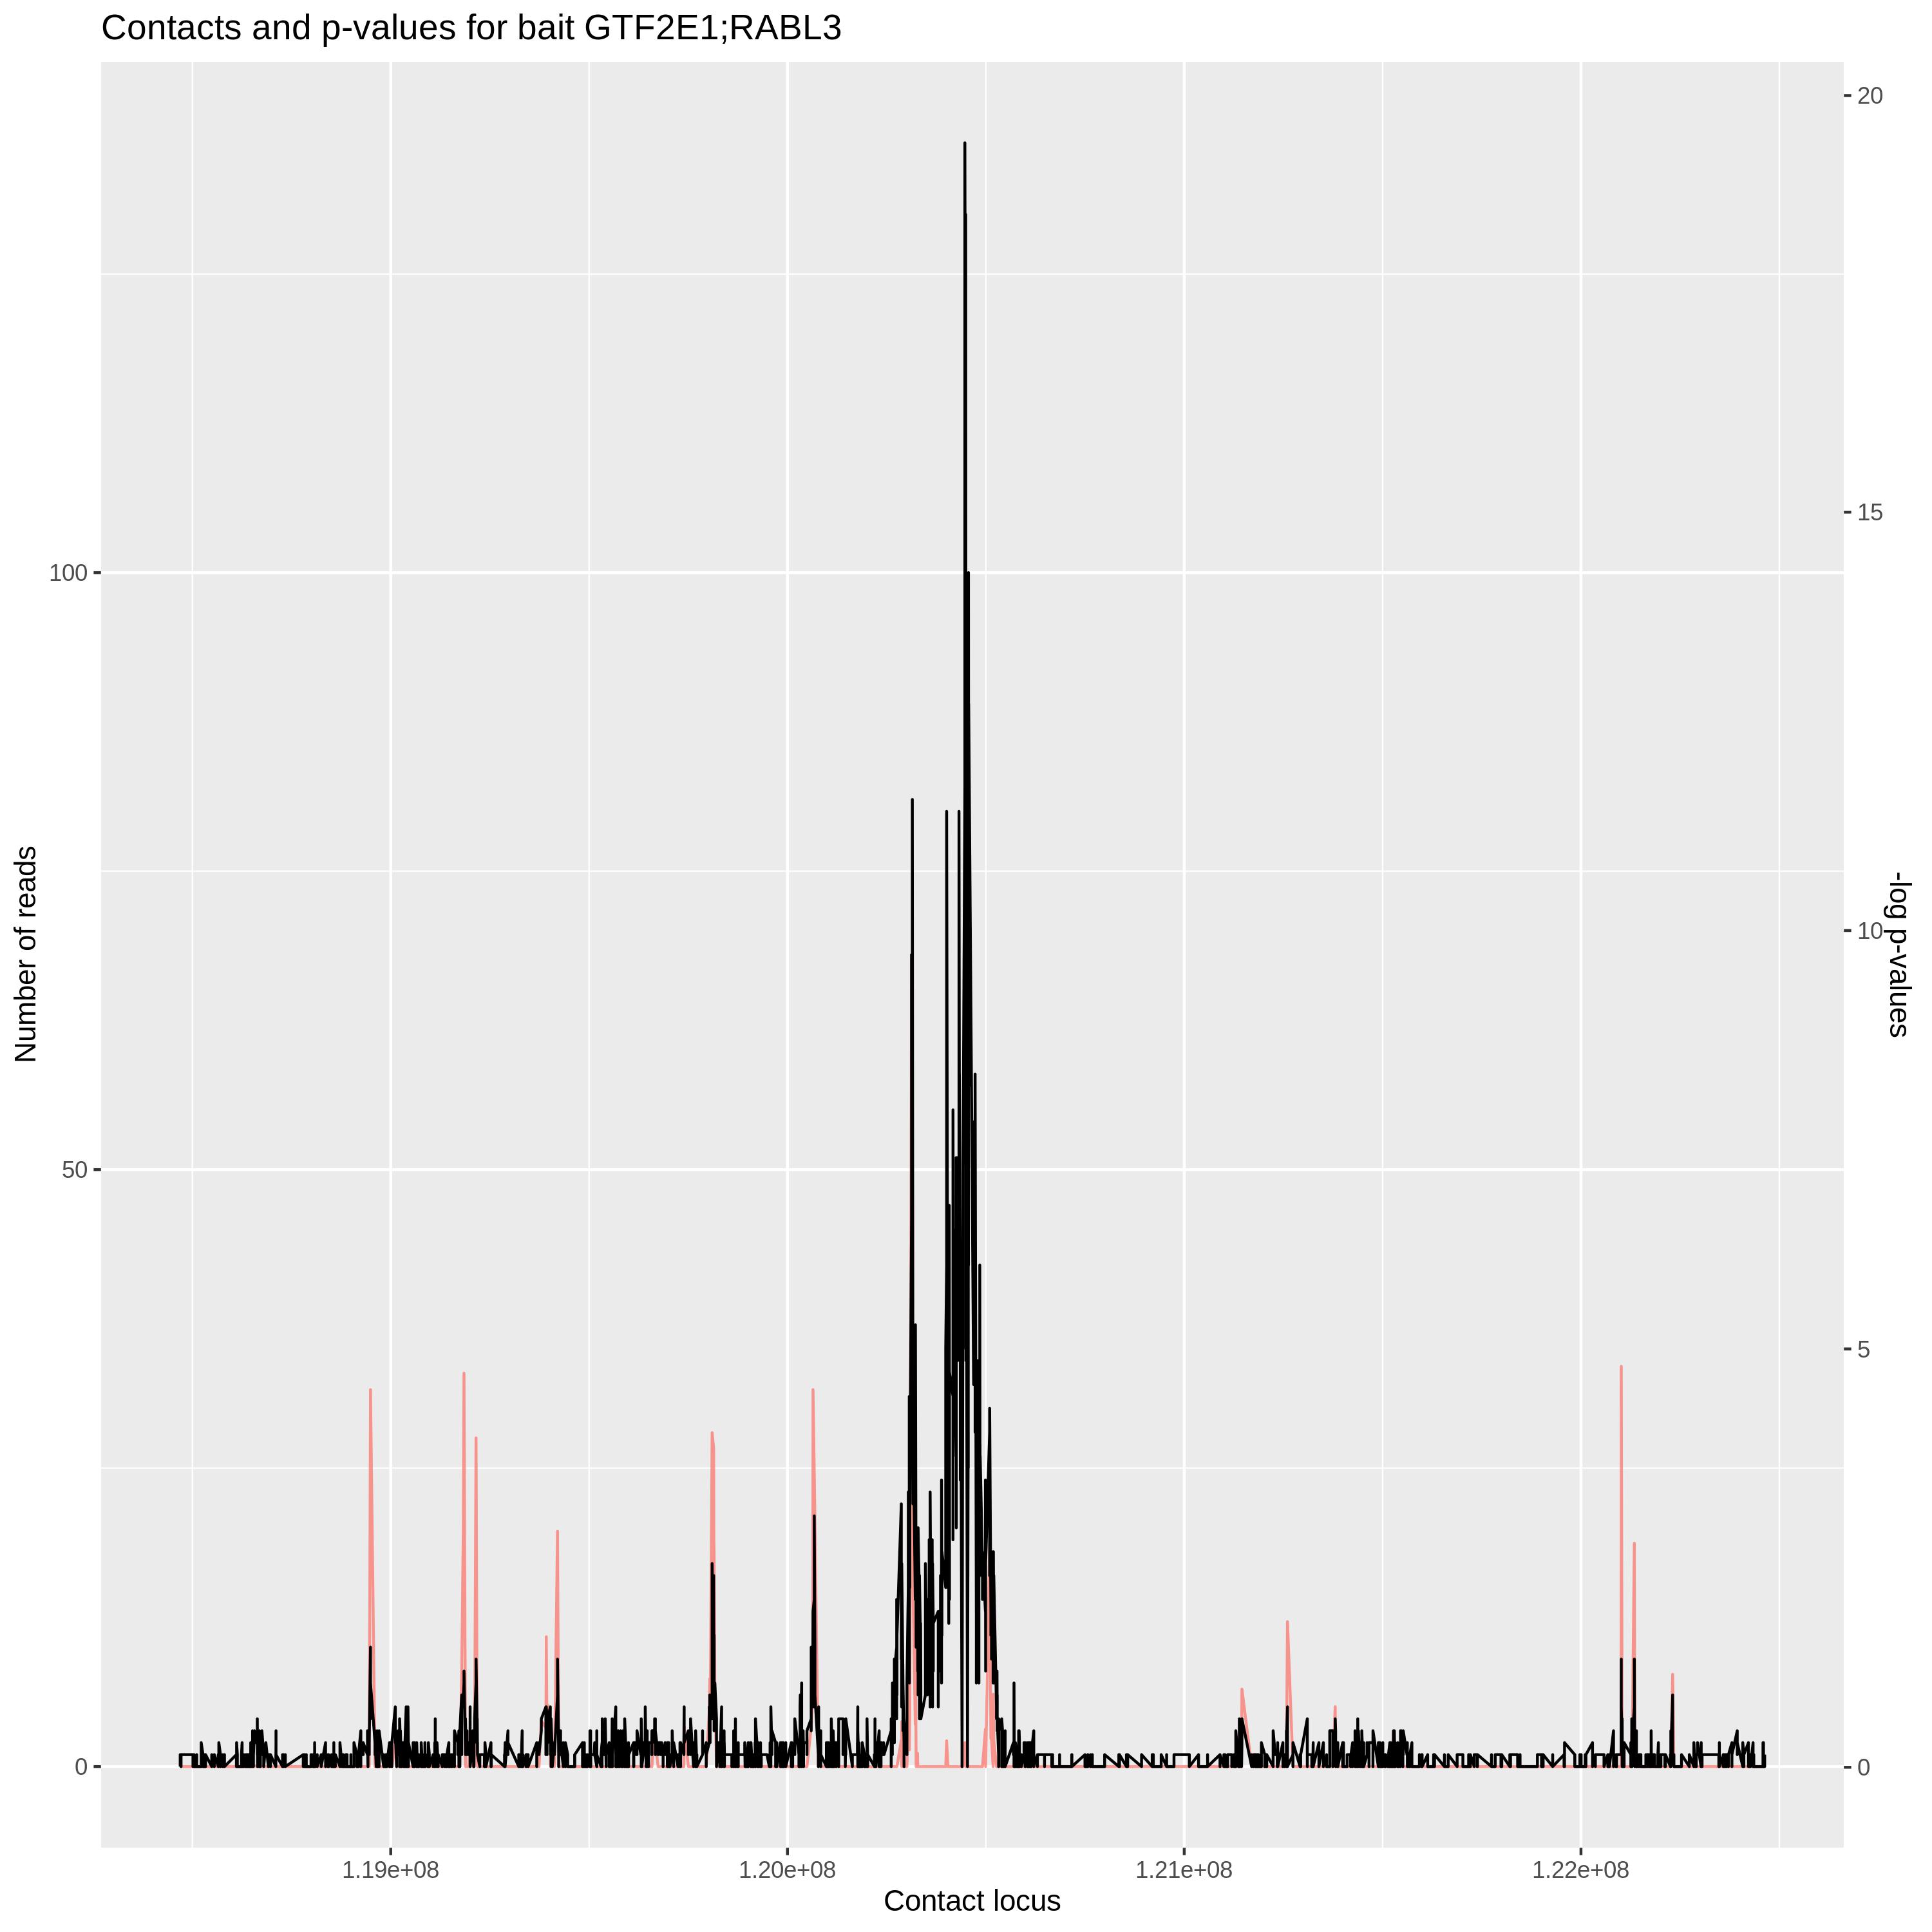 Contacts and p-values for bait GTF2E1;RABL3
20
15
100
10
-log p-values
Number of reads
50
5
0
0
1.19e+08
1.20e+08
1.21e+08
1.22e+08
Contact locus